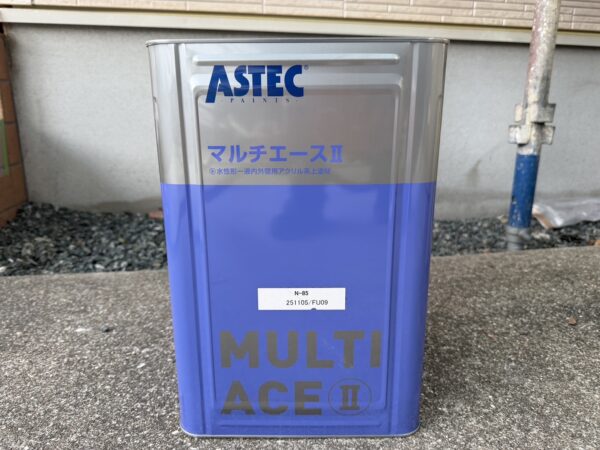 ASTEC®
PAINTS
マルチエースⅡ
水性形一液内外壁用アクリル系上塗材
N-85
25110S/FU09
MULTI
ACE Ⅱ